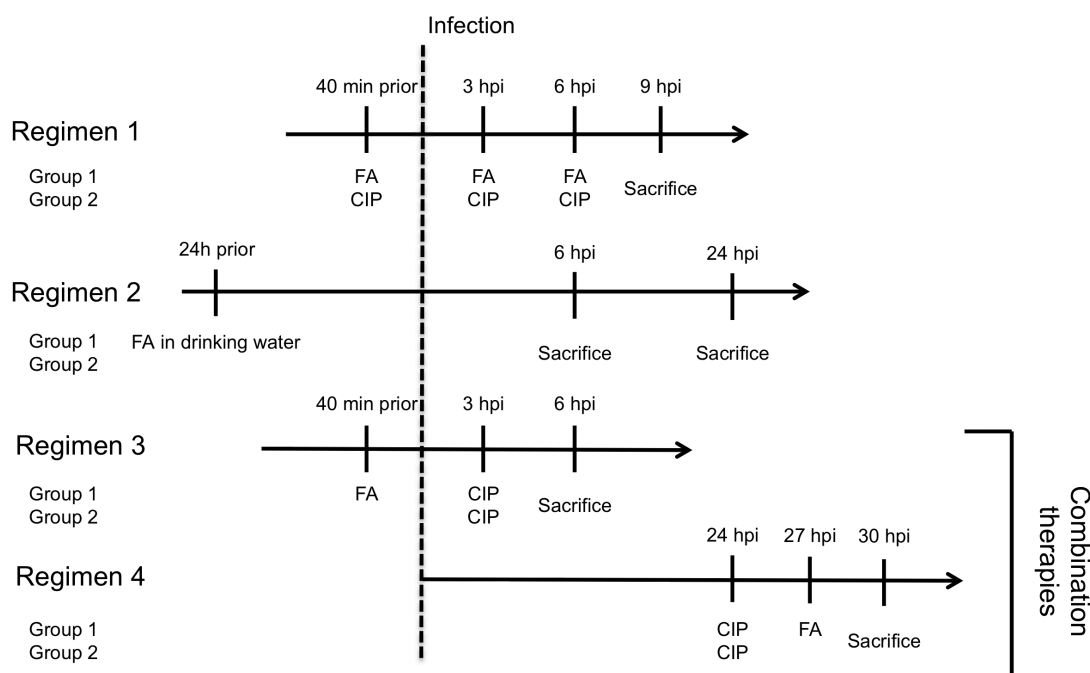 Infection
40 min prior 3 hpi 6 hpi 9 hpi
Regimen 1
Group 1 FA FA FA
Group 2 CIP CIP CIP Sacrifice
24h prior 6 hpi 24 hpi
Regimen 2
Group 1 FA in drinking water
Group 2 Sacrifice Sacrifice
40 min prior 3 hpi 6 hpi
Regimen 3
Group 1 FA CIP
Group 2 CIP Sacrifice
24 hpi 27 hpi 30 hpi
Regimen 4
Group 1 CIP FA
Group 2 CIP Sacrifice
Combination
therapies